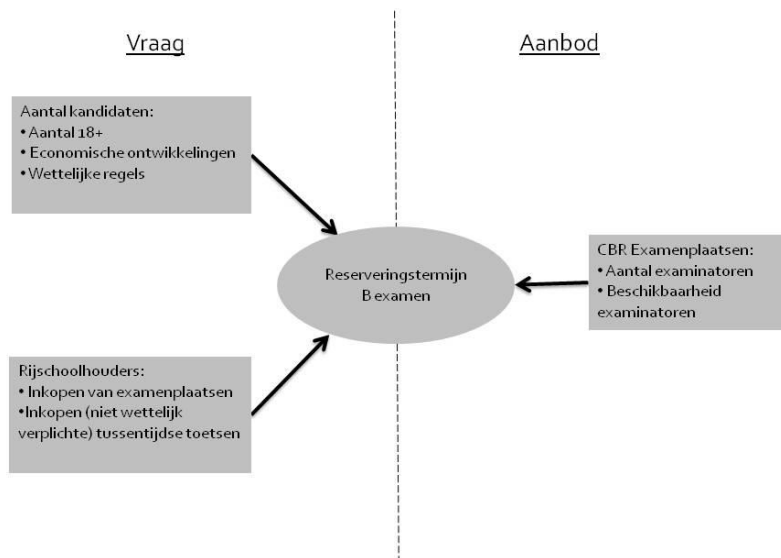 Vraag
Aanbod
Aantal kandidaten:
• Aantal 18+
• Economische ontwikkelingen
• Wettelijke regels
Reserveringstermijn
B examen
CBR Examenplaatsen:
• Aantal examinatoren
• Beschikbaarheid
examinatoren
Rijschoolhouders:
• Inkopen van examenplaatsen
•Inkopen (niet wettelijk
verplichte) tussentijdse toetsen